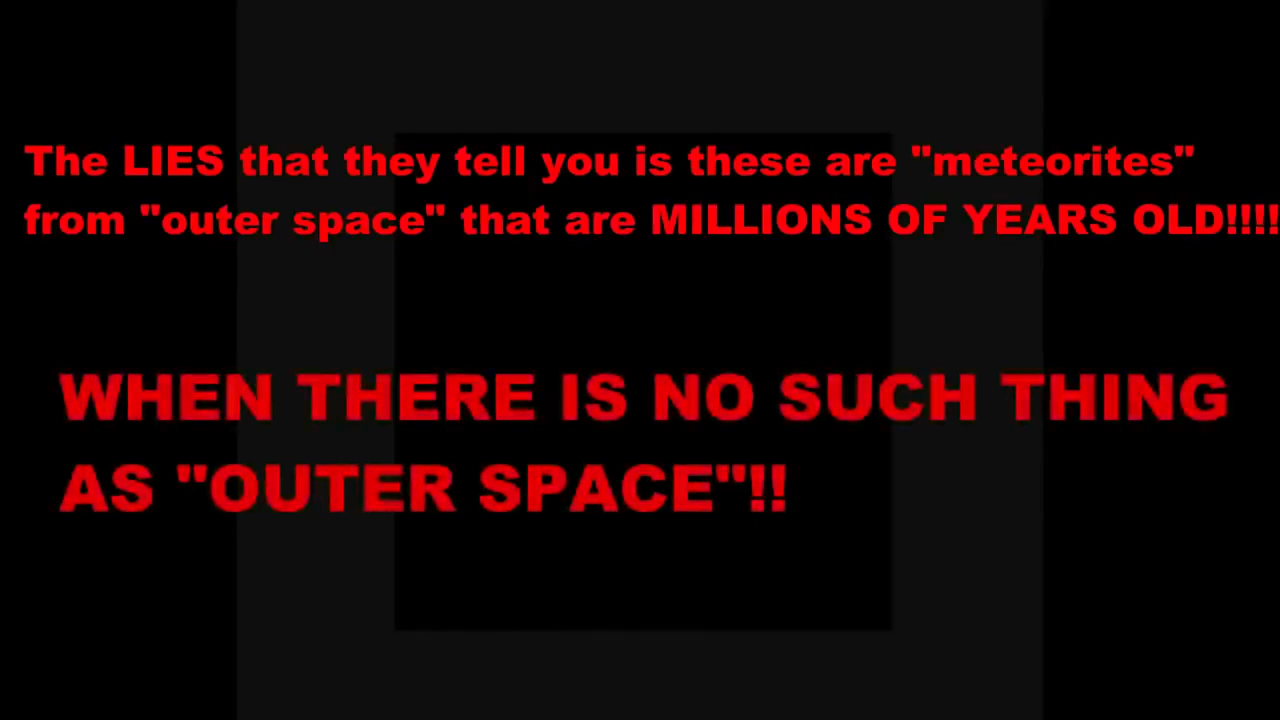 The LIES that they tell you is these are "meteorites"
from "outer space" that are MILLIONS OF YEARS OLD!!!!
WHEN THERE IS NO SUCH THING
AS "OUTER SPACE"!!